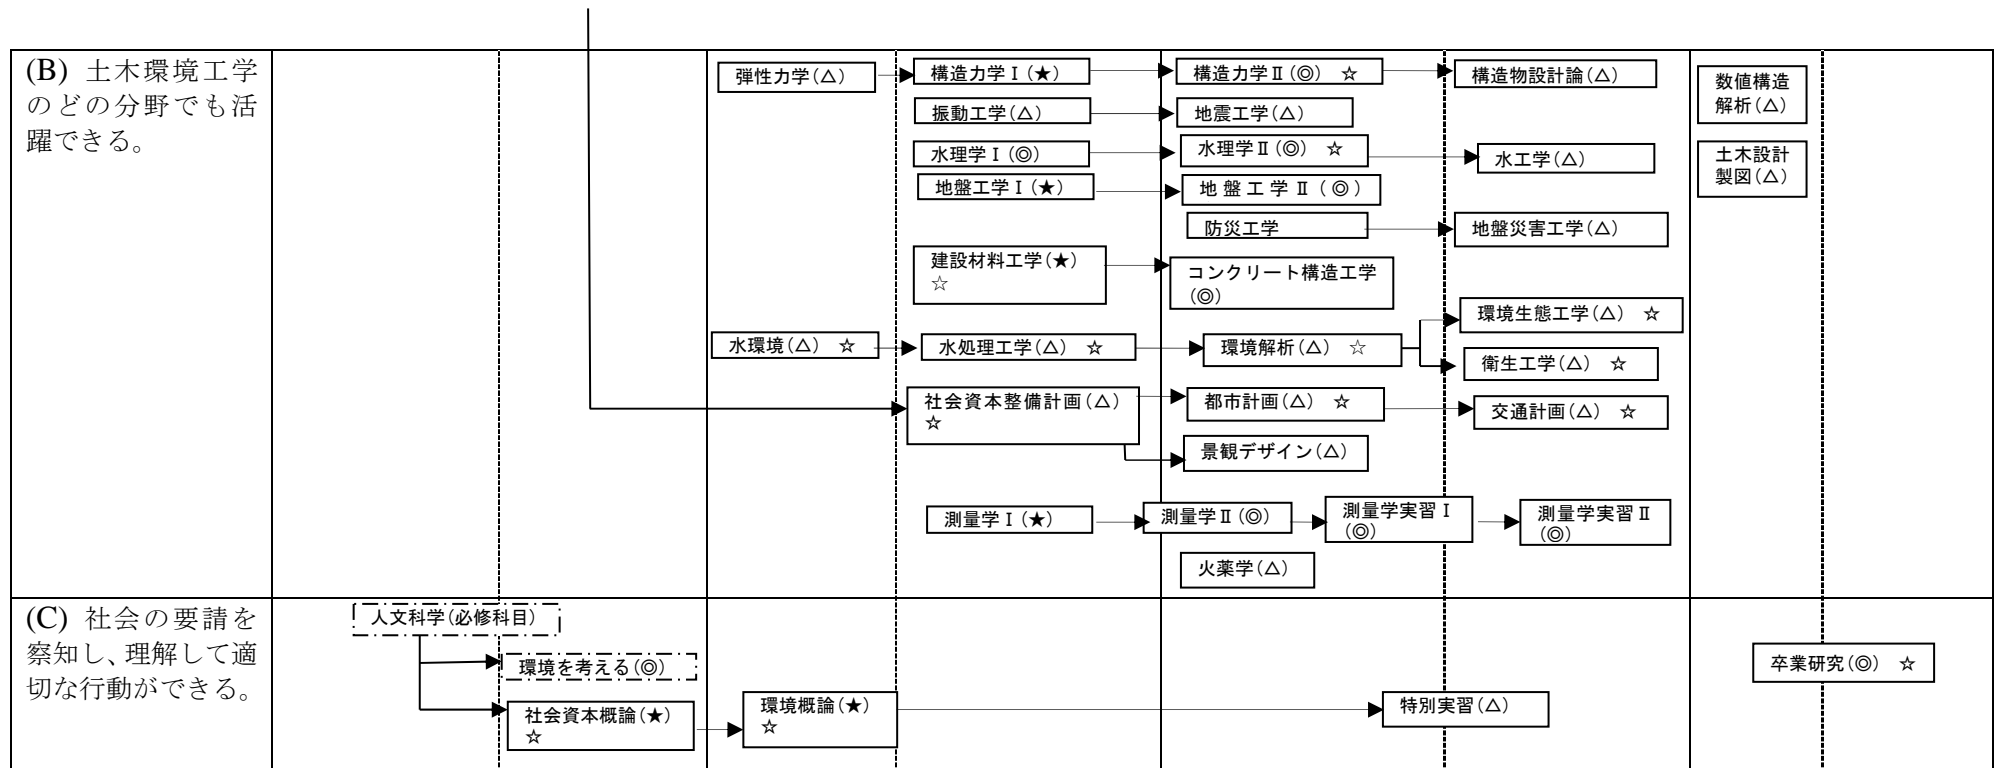 (B) 土木環境工学
のどの分野でも活
躍できる。
弾性力学(△)
構造力学Ⅰ(★)
構造力学Ⅱ(◎) ☆
構造物設計論(△)
数値構造
解析(△)
振動工学(△)
地震工学(△)
水理学Ⅰ(◎)
水理学Ⅱ(◎) ☆
水工学(△)
土木設計
製図(△)
地盤工学Ⅰ(★)
地盤工学Ⅱ(◎)
防災工学
地盤災害工学(△)
建設材料工学(★)
☆
コンクリート構造工学
(◎)
環境生態工学(△) ☆
水環境(△) ☆
水処理工学(△) ☆
環境解析(△) ☆
衛生工学(△) ☆
社会資本整備計画(△)
☆
都市計画(△) ☆
交通計画(△) ☆
景観デザイン(△)
測量学Ⅰ(★)
測量学Ⅱ(◎)
測量学実習Ⅰ
(◎)
測量学実習Ⅱ
(◎)
火薬学(△)
(C) 社会の要請を
察知し、理解して適
切な行動ができる。
人文科学(必修科目)
環境を考える(◎)
社会資本概論(★)
☆
環境概論(★)
☆
特別実習(△)
卒業研究(◎) ☆